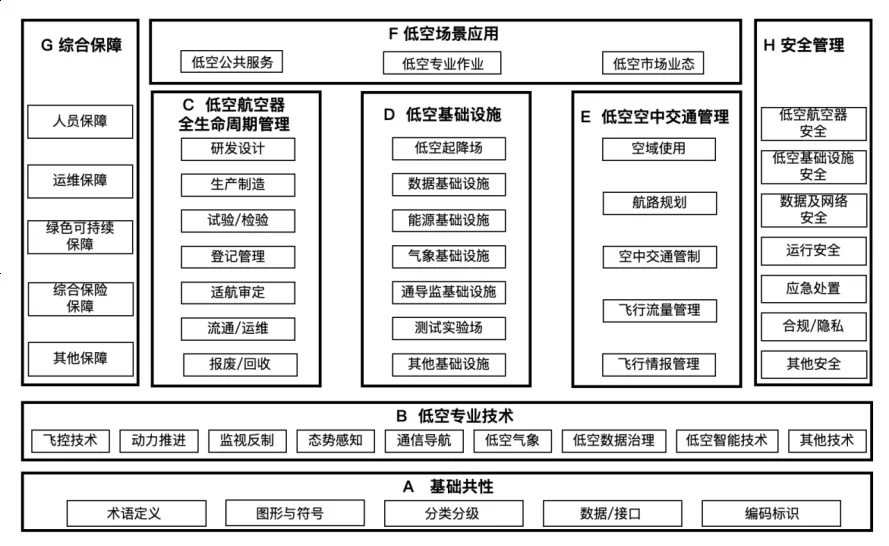 G 综合保障
人员保障
运维保障
绿色可持续
保障
综合保险
保障
其他保障
F 低空场景应用
低空公共服务
低空专业作业
低空市场业态
C 低空航空器
全生命周期管理
研发设计
生产制造
试验/检验
登记管理
适航审定
流通/运维
报废/回收
D 低空基础设施
低空起降场
数据基础设施
能源基础设施
气象基础设施
通导监基础设施
测试实验场
其他基础设施
E 低空空中交通管理
空域使用
航路规划
空中交通管制
飞行流量管理
飞行情报管理
H 安全管理
低空航空器
安全
低空基础设施
安全
数据及网络
安全
运行安全
应急处置
合规/隐私
其他安全
B 低空专业技术
飞控技术
动力推进
监视反制
态势感知
通信导航
低空气象
低空数据治理
低空智能技术
其他技术
A 基础共性
术语定义
图形与符号
分类分级
数据/接口
编码标识